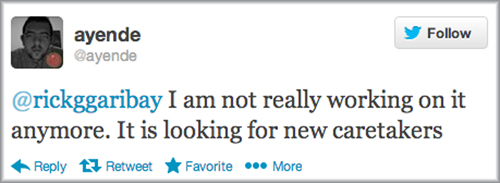 ayende
@ayende
Follow
@rickggaribay I am not really working on it
anymore. It is looking for new caretakers
Reply Retweet Favorite More